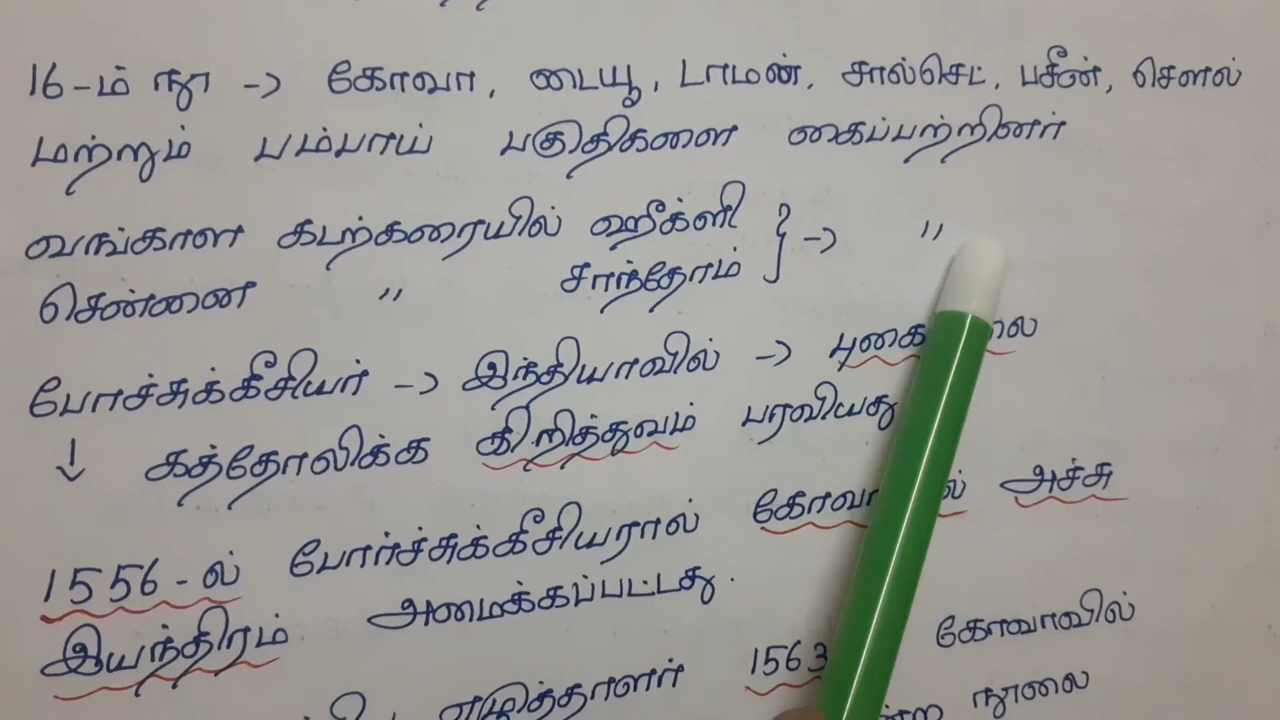 16-ம் நூ -> கோவா, டையூ, டாமன், சால்செட், பசீன், சௌல்
மற்றும் பம்பாய் பகுதிகளை கைப்பற்றினர்
வங்காள கடற்கரையில் ஹீக்ளி } -> "
சென்னை " சாந்தோம்
போச்சுக்கீசியர் -> இந்தியாவில் ->
↓ கத்தோலிக்க கிறித்துவம் பரவியது
1556-ல் போர்ச்சுக்கீசியரால் அச்சு
இயந்திரம் அமைக்கப்பட்டது.
எழுத்தாளர் 1563 கோவாவில்
நூலை